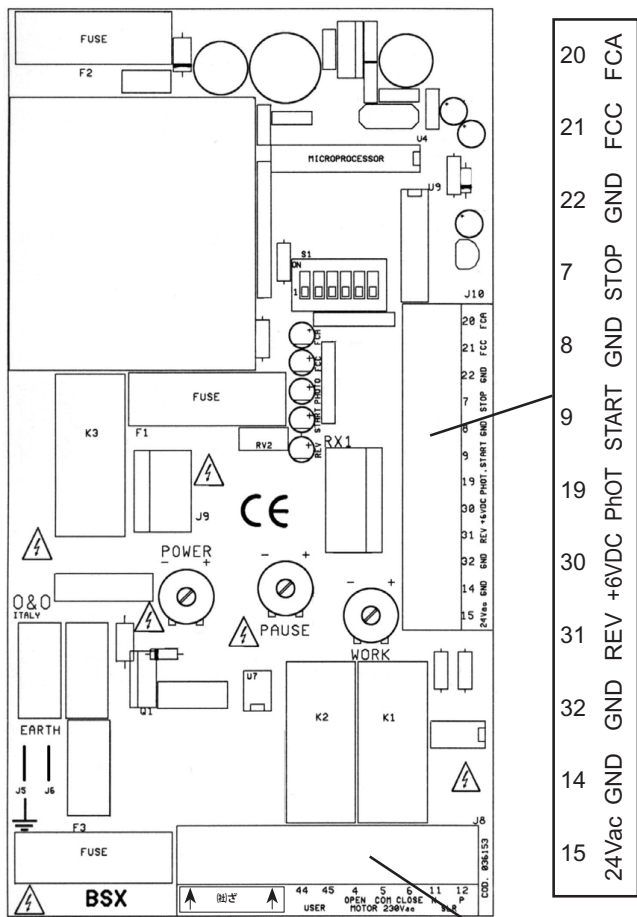 FUSE
F2
U4
MICROPROCESSOR
U9
S1
ON
1
J10
20 FCA
21 FCC
22 GND
7 STOP
8 GND
9 START
19 PHOT.
30 +6VDC
31 REV
32 GND
14 GND
15 24Vac
FCA
FCC
PHOTO
START
REV
FUSE
F1
K3
RV2
RX1
J9
CE
POWER
- +
- +
PAUSE
- +
WORK
O&O
ITALY
U7
Q1
K2
K1
EARTH
J5
J6
F3
FUSE
J8
COD. 036153
BSX
44 45 4 5 6 11 12
OPEN COM CLOSE N P
USER MOTOR 230Vac
20 FCA
21 FCC
22 GND
7 STOP
8 GND
9 START
19 PhOT
30 +6VDC
31 REV
32 GND
14 GND
15 24Vac